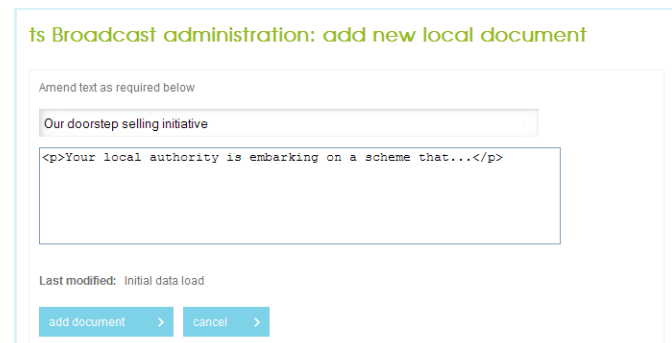 ts Broadcast administration: add new local document
Amend text as required below
Our doorstep selling initiative
<p>Your local authority is embarking on a scheme that...</p>
Last modified: Initial data load
add document > cancel >